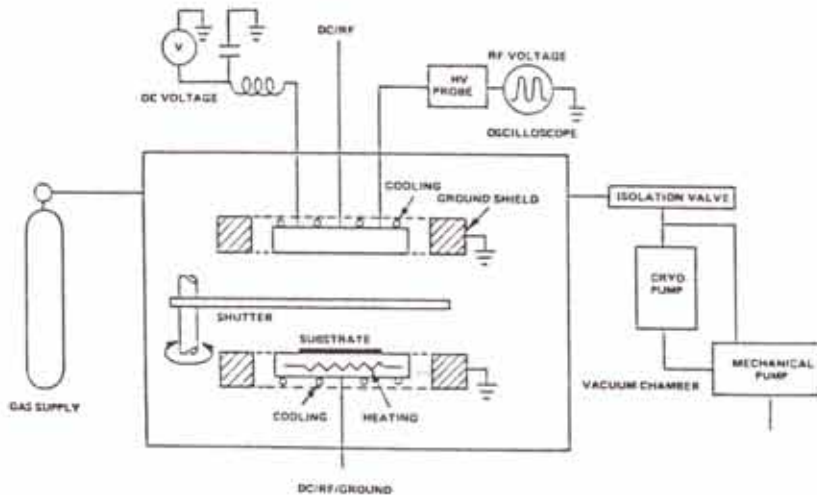 DC/RF
V
RF VOLTAGE
DC VOLTAGE
HV
PROBE
OSCILLOSCOPE
COOLING
GROUND SHIELD
ISOLATION VALVE
CRYO
PUMP
SHUTTER
SUBSTRATE
MECHANICAL
PUMP
VACUUM CHAMBER
GAS SUPPLY
COOLING
HEATING
DC/RF/GROUND